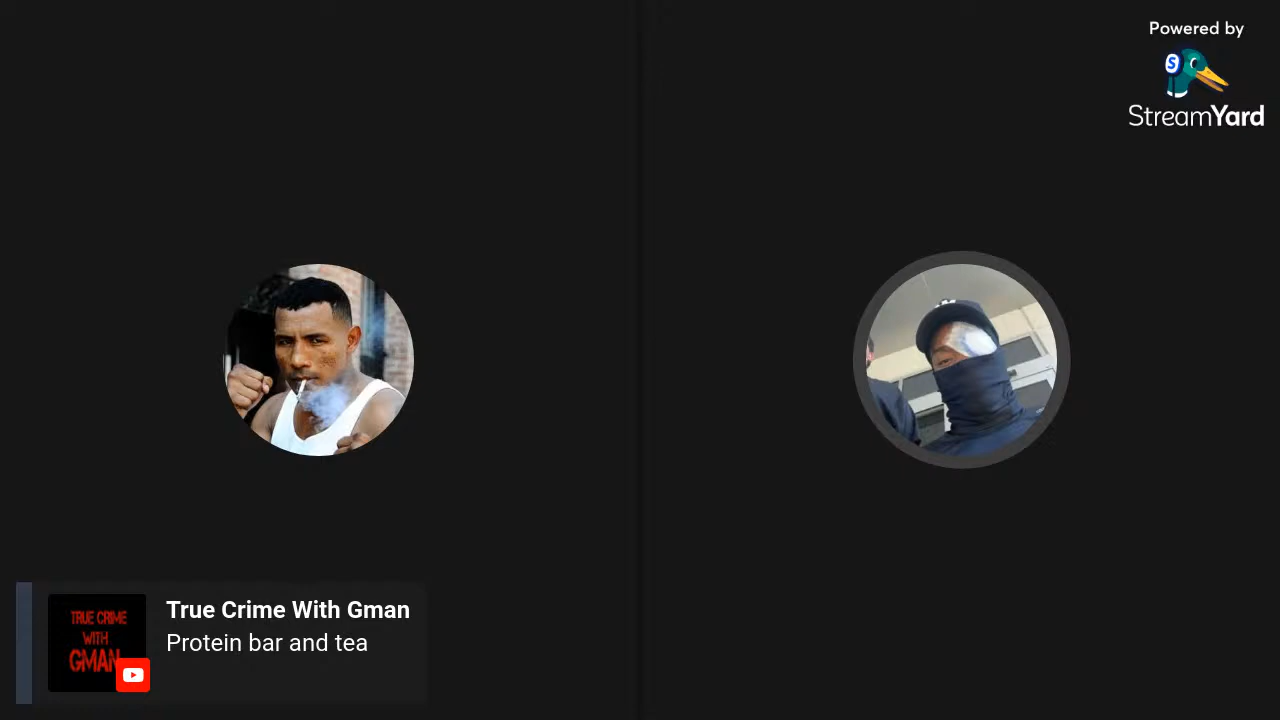 Powered by
S
StreamYard
TRUE CRIME
WITH
GMAN
True Crime With Gman
Protein bar and tea